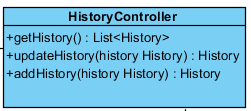 HistoryController
+getHistory() : List<History>
+updateHistory(history History) : History
+addHistory(history History) : History